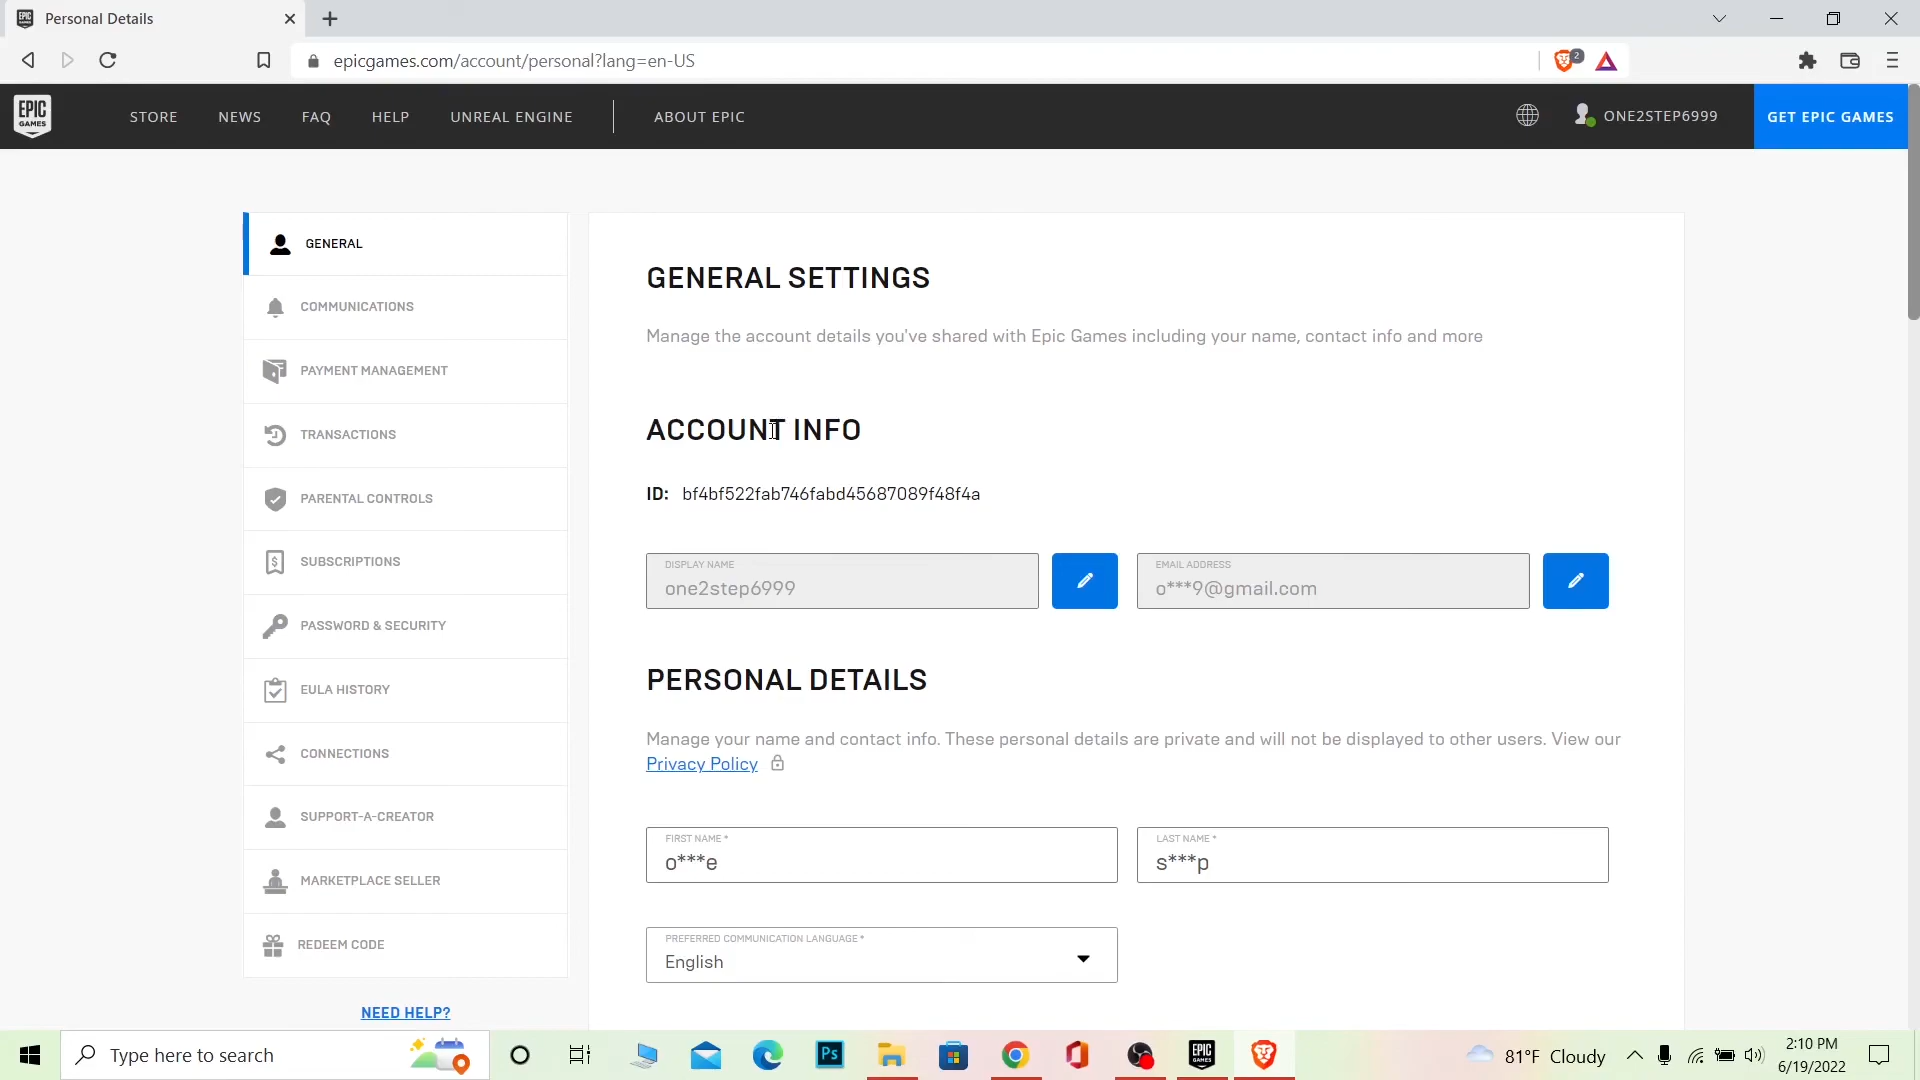 Personal Details
epicgames.com/account/personal?lang=en-US
2
EPIC
GAMES
STORE
NEWS
FAQ
HELP
UNREAL ENGINE
ABOUT EPIC
ONE2STEP6999
GET EPIC GAMES
GENERAL
COMMUNICATIONS
PAYMENT MANAGEMENT
TRANSACTIONS
PARENTAL CONTROLS
SUBSCRIPTIONS
PASSWORD & SECURITY
EULA HISTORY
CONNECTIONS
SUPPORT-A-CREATOR
MARKETPLACE SELLER
REDEEM CODE
NEED HELP?
GENERAL SETTINGS
Manage the account details you've shared with Epic Games including your name, contact info and more
ACCOUNT INFO
ID: bf4bf522fab746fabd45687089f48f4a
DISPLAY NAME
one2step6999
EMAIL ADDRESS
o***9@gmail.com
PERSONAL DETAILS
Manage your name and contact info. These personal details are private and will not be displayed to other users. View our
Privacy Policy
FIRST NAME *
o***e
LAST NAME *
s***p
PREFERRED COMMUNICATION LANGUAGE *
English
Type here to search
Ps
EPIC
GAMES
81°F Cloudy
2:10 PM
6/19/2022